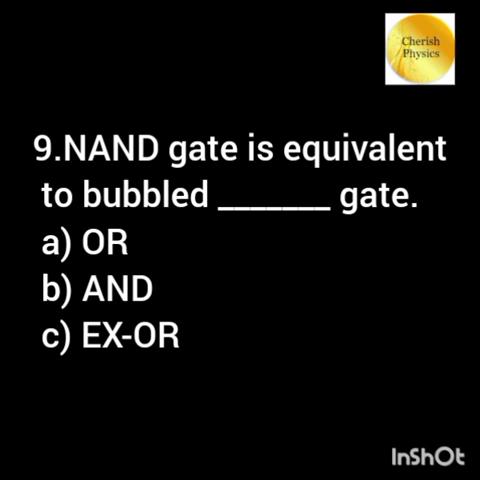 Cherish
Physics
9.NAND gate is equivalent
to bubbled _______ gate.
a) OR
b) AND
c) EX-OR
InShOt